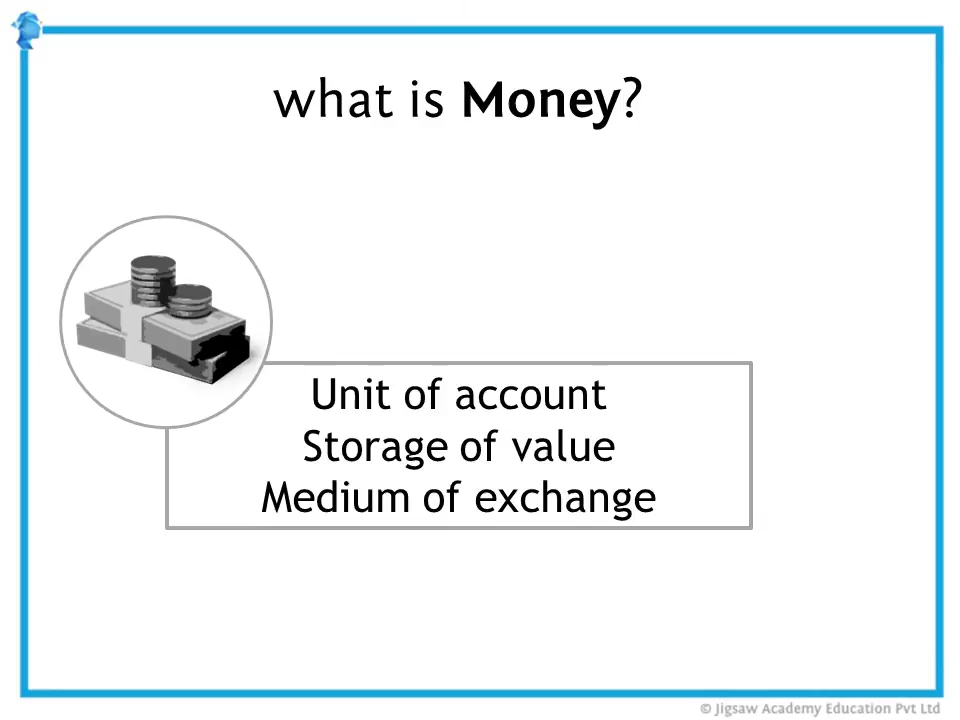 what is Money?
Unit of account
Storage of value
Medium of exchange
© Jigsaw Academy Education Pvt Ltd